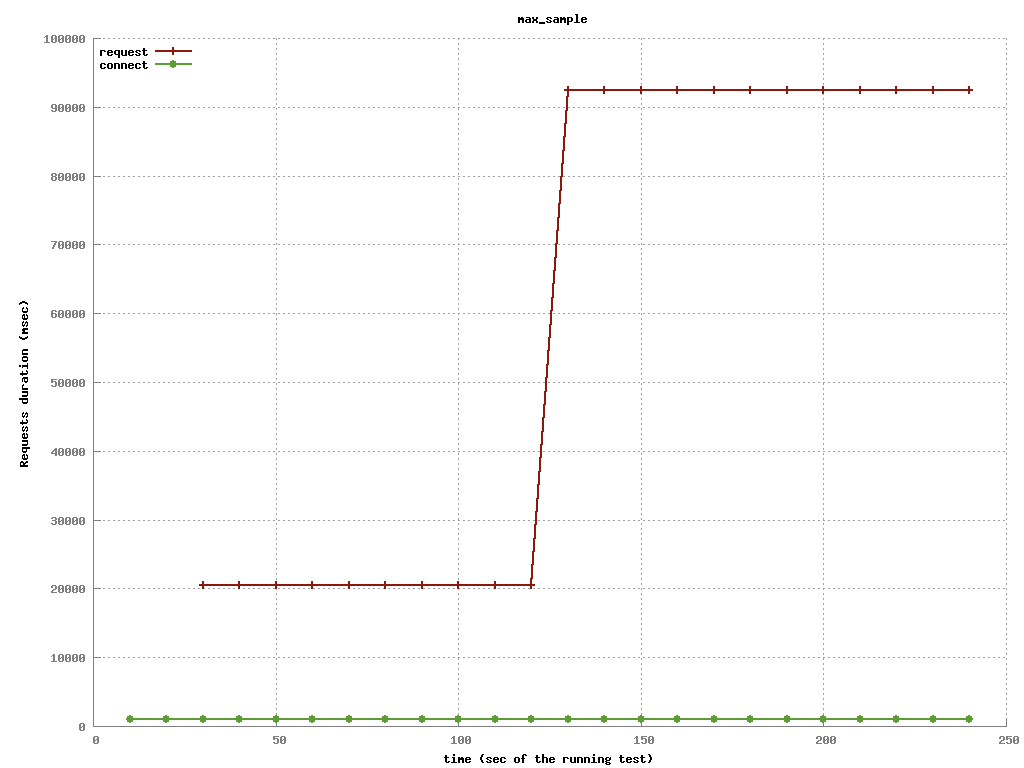 max_sample
request
connect
100000
90000
80000
70000
60000
50000
40000
30000
20000
10000
0
Requests duration (msec)
0 50 100 150 200 250
time (sec of the running test)